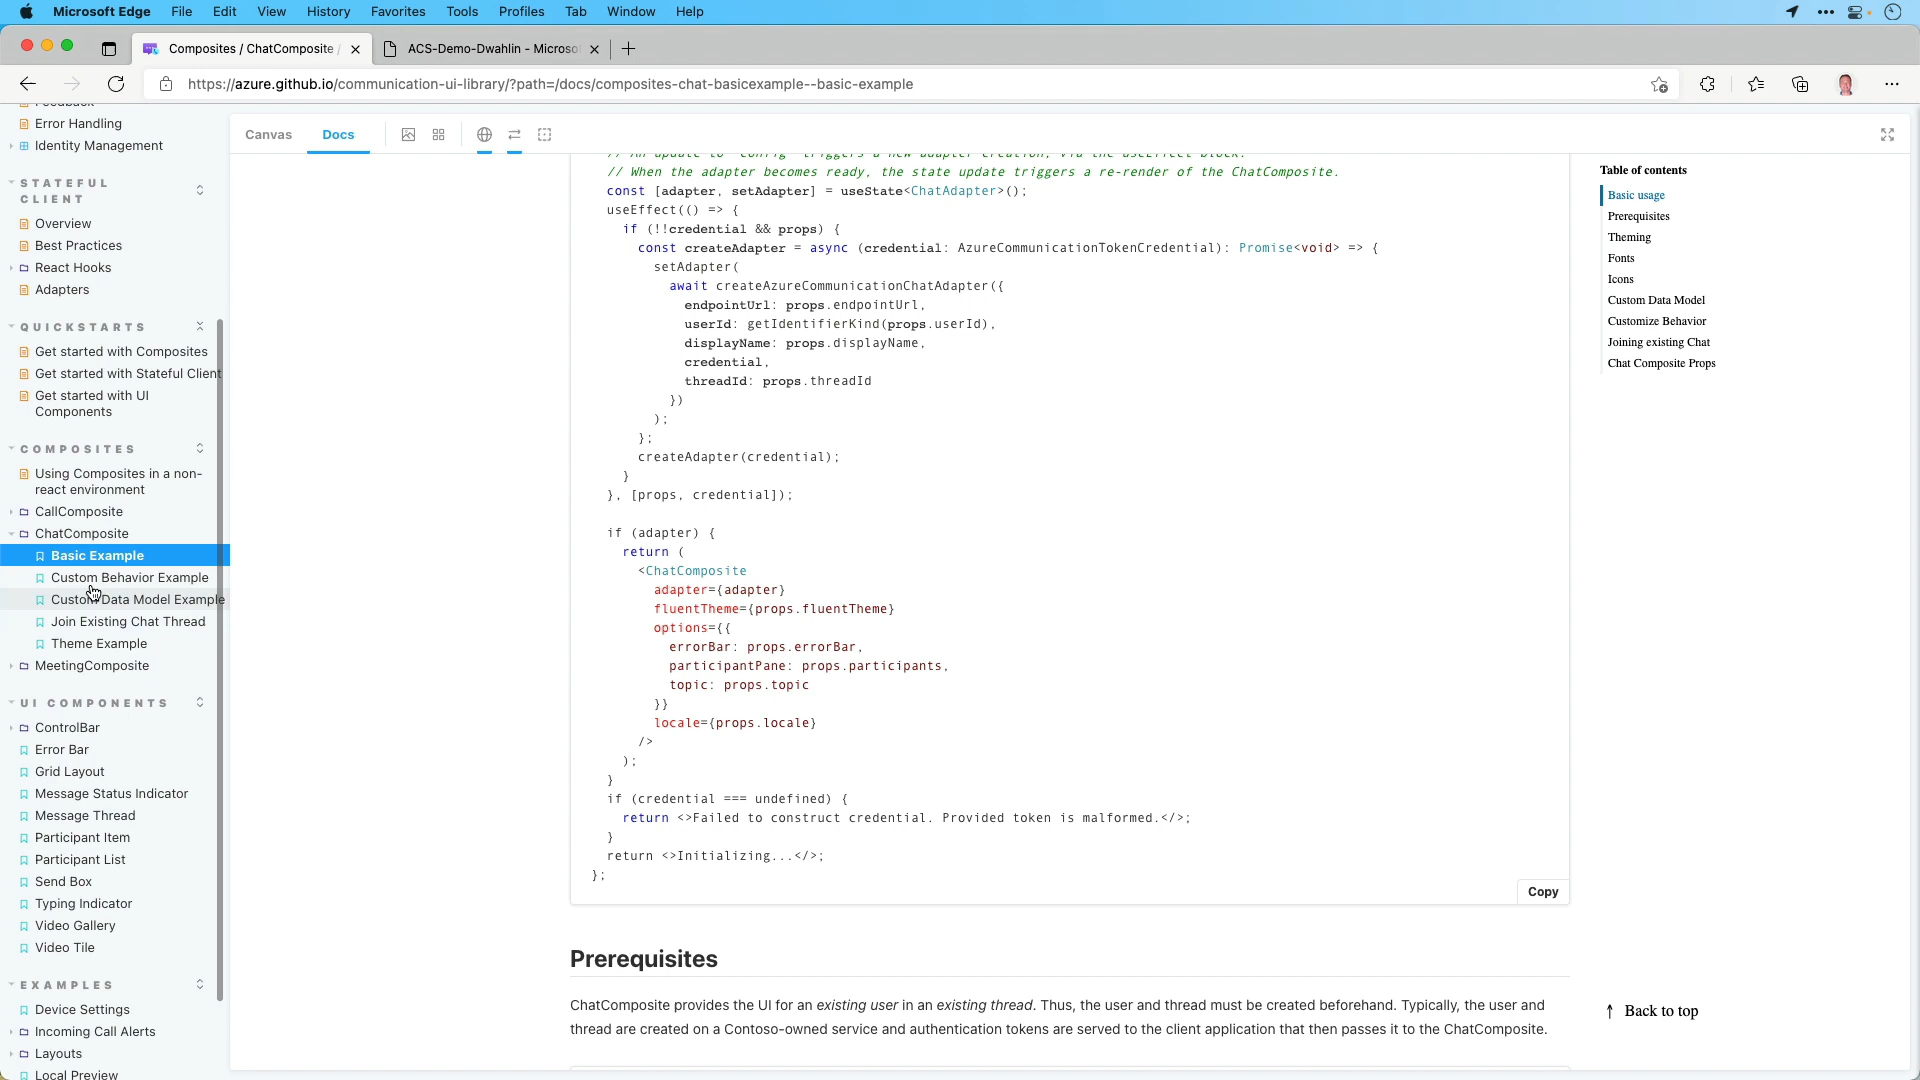 Microsoft Edge File Edit View History Favorites Tools Profiles Tab Window Help
Composites / ChatComposite /
ACS-Demo-Dwahlin - Microso
https://azure.github.io/communication-ui-library/?path=/docs/composites-chat-basicexample--basic-example
Feedback
Error Handling
Identity Management
STATEFUL
CLIENT
Overview
Best Practices
React Hooks
Adapters
QUICKSTARTS
Get started with Composites
Get started with Stateful Client
Get started with UI
Components
COMPOSITES
Using Composites in a non-
react environment
CallComposite
ChatComposite
Basic Example
Custom Behavior Example
Custom Data Model Example
Join Existing Chat Thread
Theme Example
MeetingComposite
UI COMPONENTS
ControlBar
Error Bar
Grid Layout
Message Status Indicator
Message Thread
Participant Item
Participant List
Send Box
Typing Indicator
Video Gallery
Video Tile
EXAMPLES
Device Settings
Incoming Call Alerts
Layouts
Local Preview
Canvas Docs
// An update to `config` triggers a new adapter creation, via the useEffect block.
// When the adapter becomes ready, the state update triggers a re-render of the ChatComposite.
const [adapter, setAdapter] = useState<ChatAdapter>();
useEffect(() => {
if (!!credential && props) {
const createAdapter = async (credential: AzureCommunicationTokenCredential): Promise<void> => {
setAdapter(
await createAzureCommunicationChatAdapter({
endpointUrl: props.endpointUrl,
userId: getIdentifierKind(props.userId),
displayName: props.displayName,
credential,
threadId: props.threadId
})
);
};
createAdapter(credential);
}
}, [props, credential]);
if (adapter) {
return (
<ChatComposite
adapter={adapter}
fluentTheme={props.fluentTheme}
options={{
errorBar: props.errorBar,
participantPane: props.participants,
topic: props.topic
}}
locale={props.locale}
/>
);
}
if (credential === undefined) {
return <>Failed to construct credential. Provided token is malformed.</>;
}
return <>Initializing...</>;
};
Copy
Prerequisites
ChatComposite provides the UI for an existing user in an existing thread. Thus, the user and thread must be created beforehand. Typically, the user and
thread are created on a Contoso-owned service and authentication tokens are served to the client application that then passes it to the ChatComposite.
Table of contents
Basic usage
Prerequisites
Theming
Fonts
Icons
Custom Data Model
Customize Behavior
Joining existing Chat
Chat Composite Props
↑ Back to top